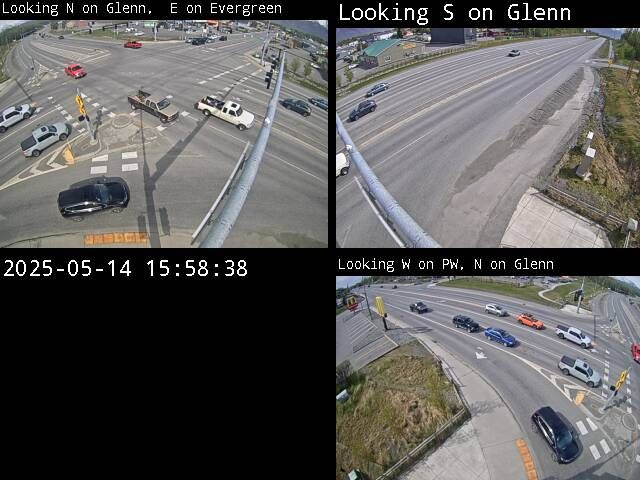 Looking N on Glenn,  E on Evergreen
Looking S on Glenn
2025-05-14 15:58:38
Looking W on PW, N on Glenn